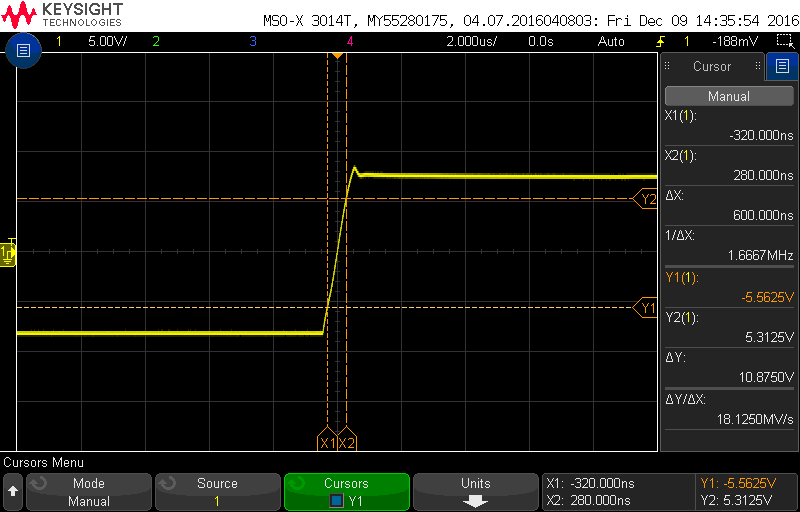 KEYSIGHT
TECHNOLOGIES
MSO-X 3014T, MY55280175, 04.07.2016040803: Fri Dec 09 14:35:54 2016
1 5.00V/ 2 3 4 2.000us/ 0.0s Auto 1 -188mV
Cursor
Manual
X1(1):
-320.000ns
X2(1):
280.000ns
ΔX:
600.000ns
1/ΔX:
1.6667MHz
Y1(1):
-5.5625V
Y2(1):
5.3125V
ΔY:
10.8750V
ΔY/ΔX:
18.1250MV/s
Y2
1
Y1
X1 X2
Cursors Menu
Mode
Manual
Source
1
Cursors
Y1
Units
X1: -320.000ns
X2: 280.000ns
Y1: -5.5625V
Y2: 5.3125V